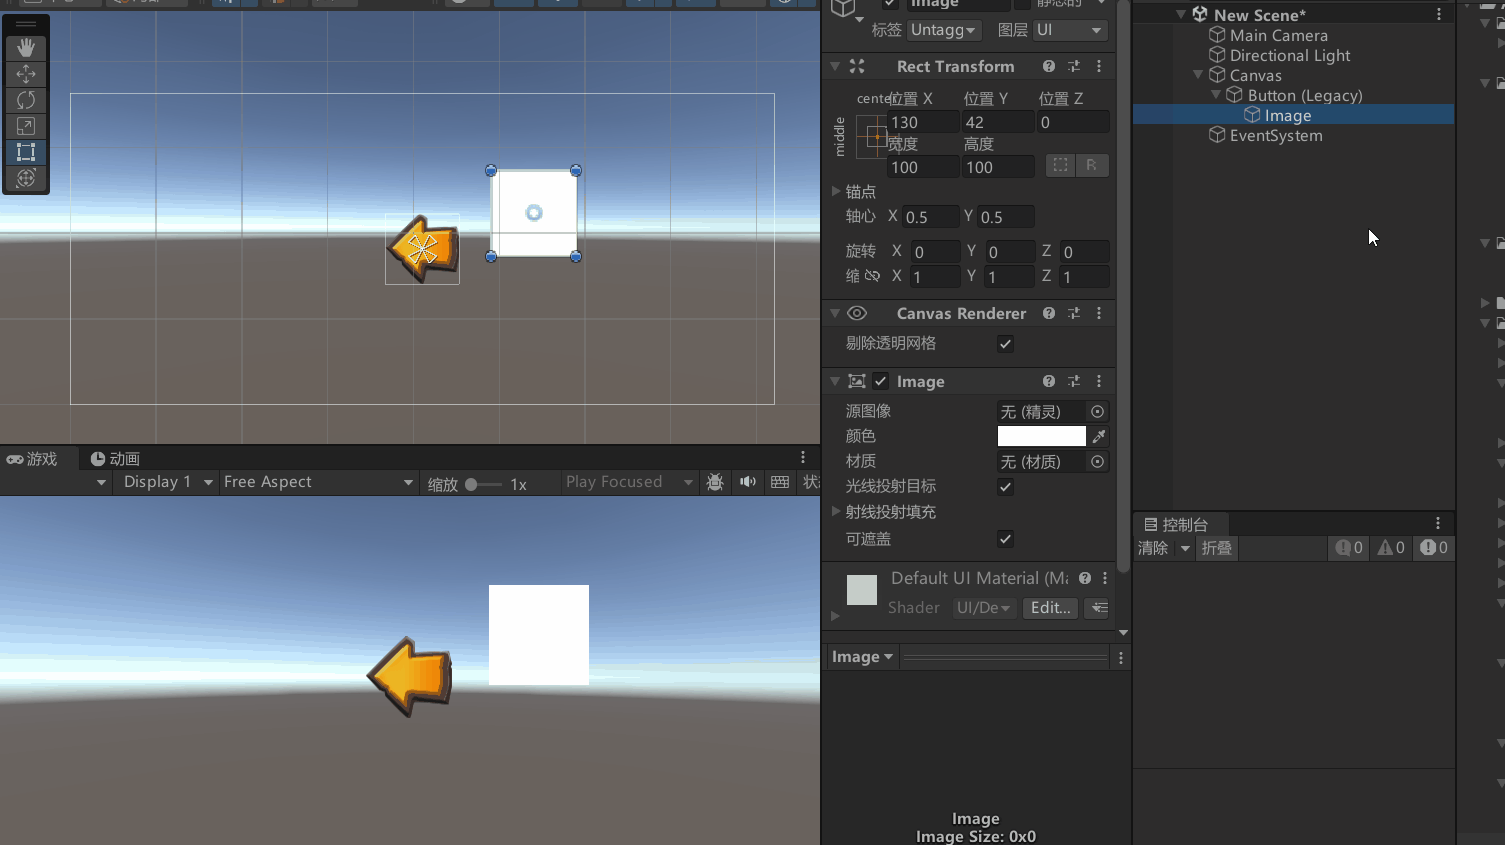 Image
静态的
标签 Untagg
图层 UI
Rect Transform
center
middle
位置 X 位置 Y 位置 Z
130 42 0
宽度 高度
100 100
R
锚点
轴心 X 0.5 Y 0.5
旋转 X 0 Y 0 Z 0
缩 X 1 Y 1 Z 1
Canvas Renderer
剔除透明网格
Image
源图像 无 (精灵)
颜色
材质 无 (材质)
光线投射目标
射线投射填充
可遮盖
Default UI Material (Ma
Shader UI/De Edit...
Image
Image
Image Size: 0x0
游戏 动画
Display 1 Free Aspect 缩放 1x Play Focused 状
New Scene*
Main Camera
Directional Light
Canvas
Button (Legacy)
Image
EventSystem
控制台
清除 折叠 0 0 0